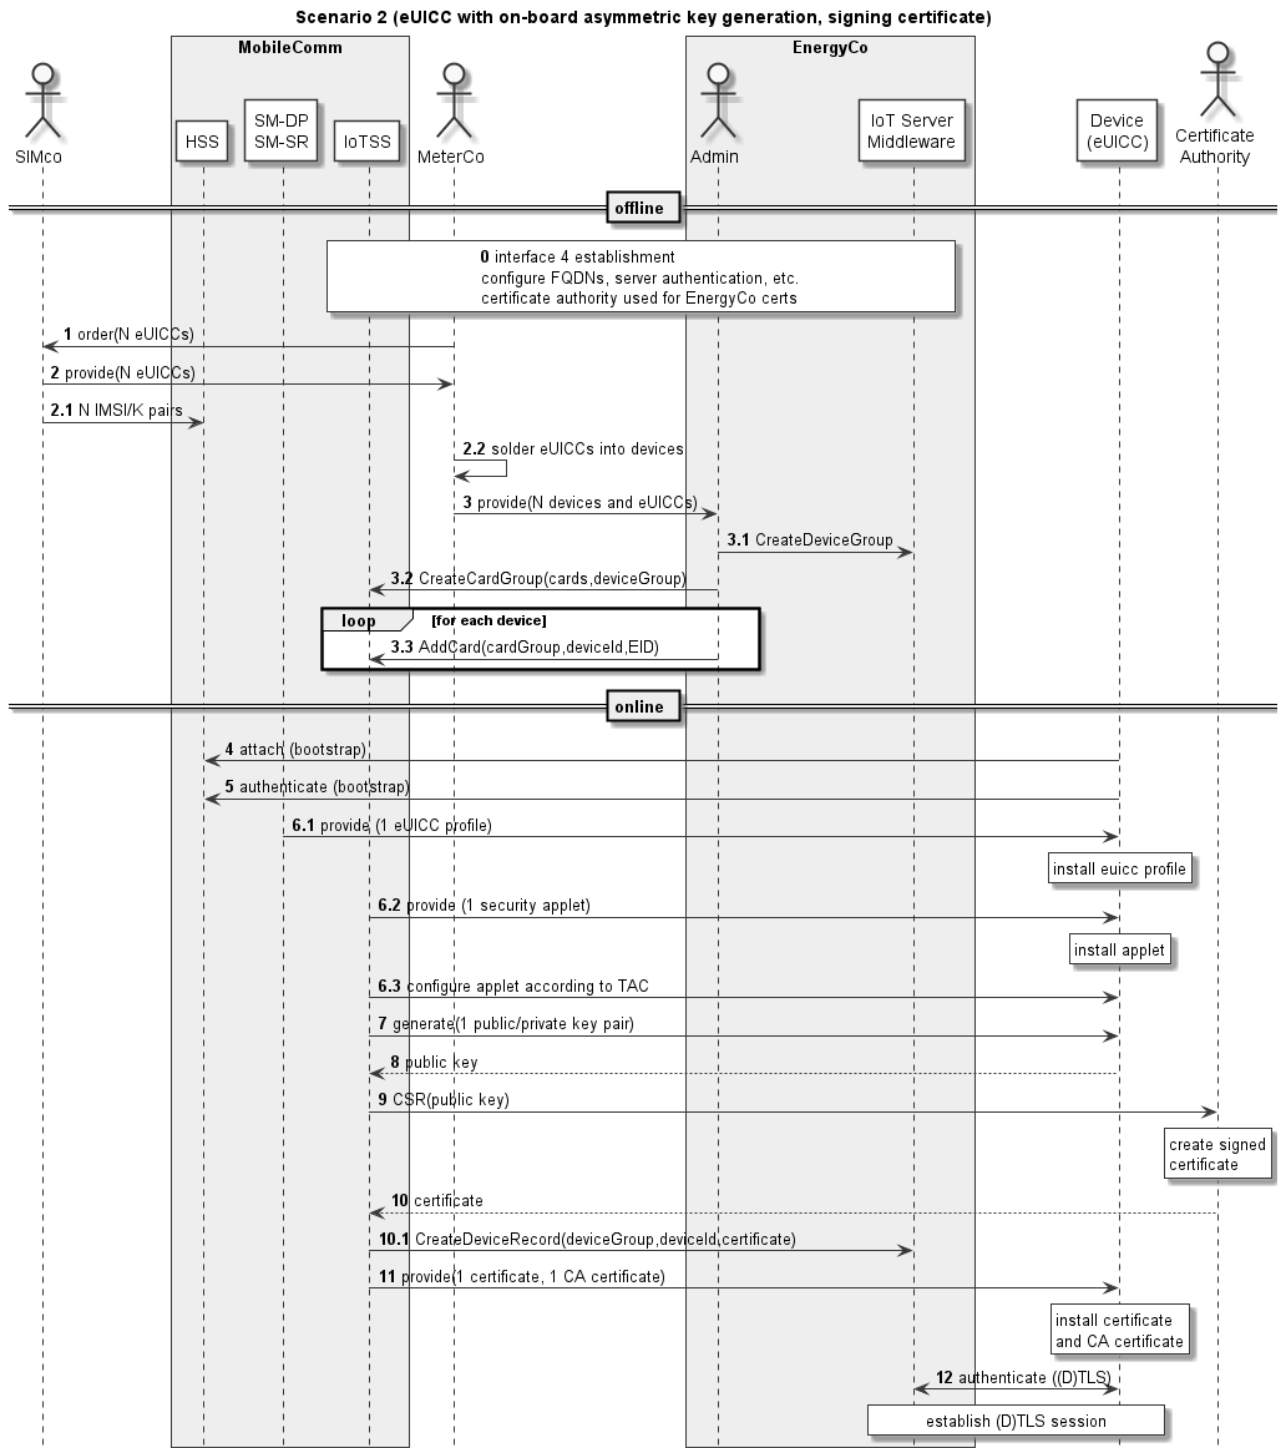 Scenario 2 (eUICC with on-board asymmetric key generation, signing certificate)
MobileComm
EnergyCo
SIMco
HSS
SM-DP
SM-SR
IoTSS
MeterCo
Admin
IoT Server
Middleware
Device
(eUICC)
Certificate
Authority
offline
0 interface 4 establishment
configure FQDNs, server authentication, etc.
certificate authority used for EnergyCo certs
1 order(N eUICCs)
2 provide(N eUICCs)
2.1 N IMSI/K pairs
2.2 solder eUICCs into devices
3 provide(N devices and eUICCs)
3.1 CreateDeviceGroup
3.2 CreateCardGroup(cards,deviceGroup)
loop [for each device]
3.3 AddCard(cardGroup,deviceId,EID)
online
4 attach (bootstrap)
5 authenticate (bootstrap)
6.1 provide (1 eUICC profile)
install euicc profile
6.2 provide (1 security applet)
install applet
6.3 configure applet according to TAC
7 generate(1 public/private key pair)
8 public key
9 CSR(public key)
create signed
certificate
10 certificate
10.1 CreateDeviceRecord(deviceGroup,deviceId,certificate)
11 provide(1 certificate, 1 CA certificate)
install certificate
and CA certificate
12 authenticate ((D)TLS)
establish (D)TLS session